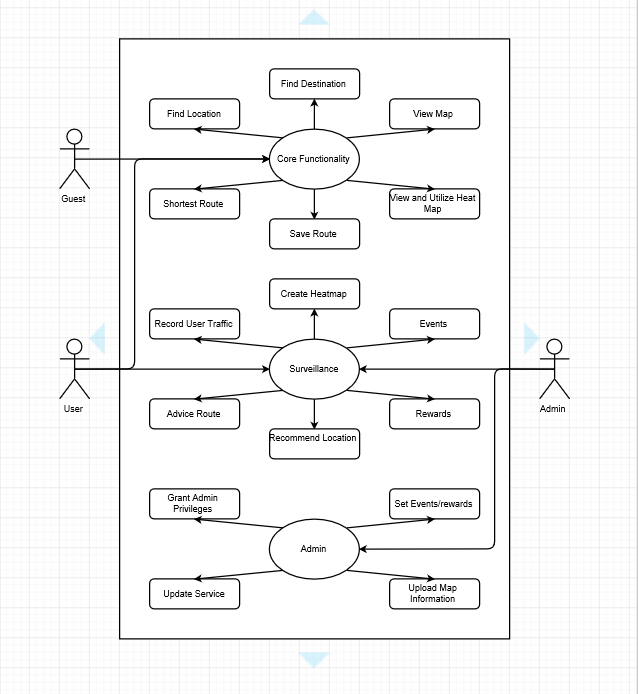 Find Destination
Find Location
View Map
Core Functionality
Guest
Shortest Route
View and Utilize Heat
Map
Save Route
Create Heatmap
Record User Traffic
Events
Surveillance
User
Admin
Advice Route
Rewards
Recommend Location
Grant Admin
Privileges
Set Events/rewards
Admin
Update Service
Upload Map
Information